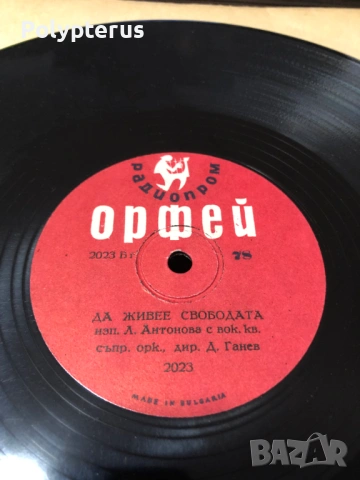 Polypterus
РАДИОПРОМ
ОРФЕЙ
2023 Бг 78
ДА ЖИВЕЕ СВОБОДАТА
изп. Л. Антонова с вок. кв.
съпр. орк., дир. Д. Ганев
2023
MADE IN BULGARIA
BAZAR